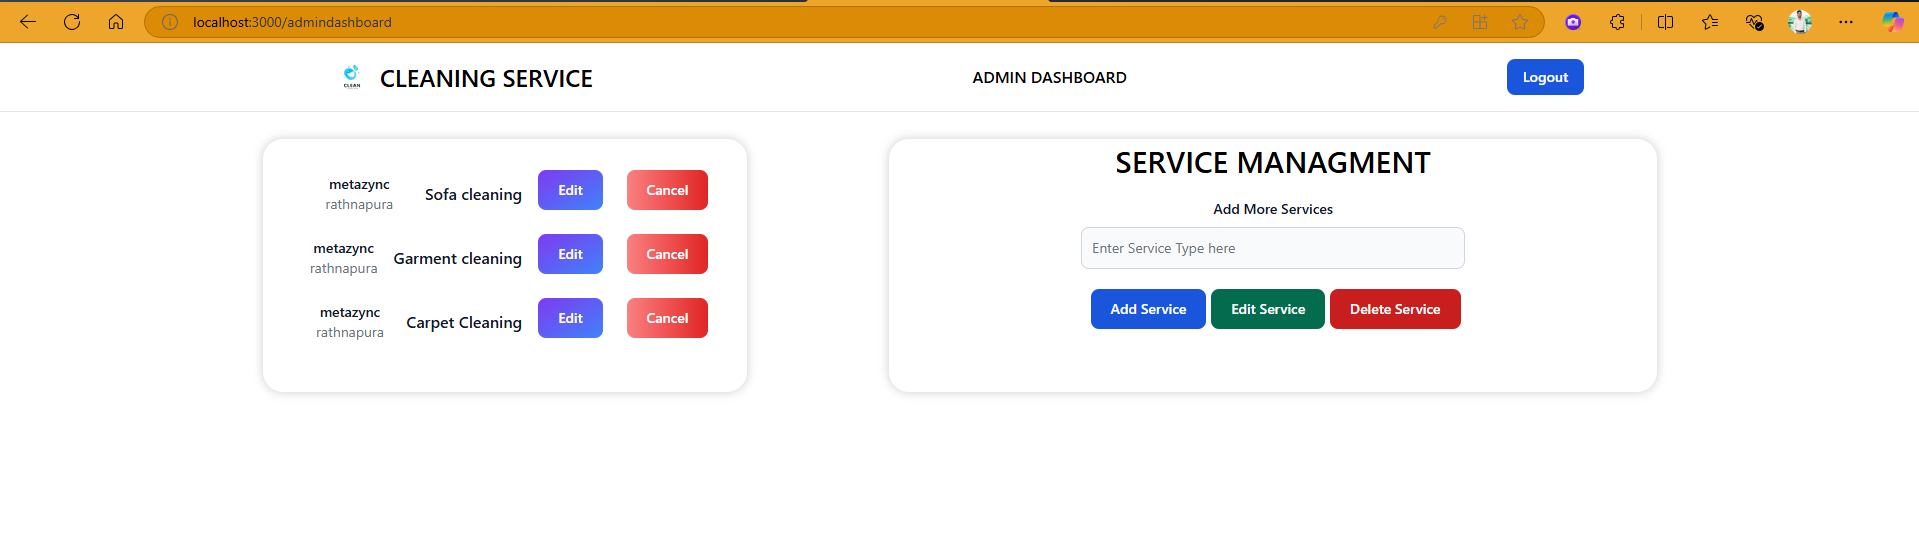 localhost:3000/admindashboard
CLEAN
CLEANING SERVICE
ADMIN DASHBOARD
Logout
metazync
rathnapura
Sofa cleaning
Edit
Cancel
metazync
rathnapura
Garment cleaning
Edit
Cancel
metazync
rathnapura
Carpet Cleaning
Edit
Cancel
SERVICE MANAGMENT
Add More Services
Enter Service Type here
Add Service
Edit Service
Delete Service